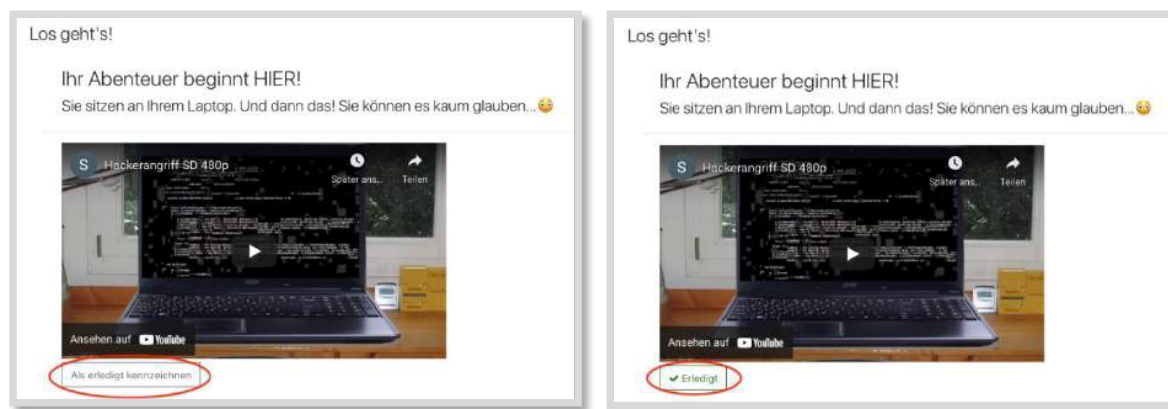 Los geht's!
Ihr Abenteuer beginnt HIER!
Sie sitzen an Ihrem Laptop. Und dann das! Sie können es kaum glauben...😳
S Hackerangriff SD 480p
Später ans... Teilen
Ansehen auf YouTube
Als erledigt kennzeichnen
Los geht's!
Ihr Abenteuer beginnt HIER!
Sie sitzen an Ihrem Laptop. Und dann das! Sie können es kaum glauben...😳
S Hackerangriff SD 480p
Später ans... Teilen
Ansehen auf YouTube
✔ Erledigt